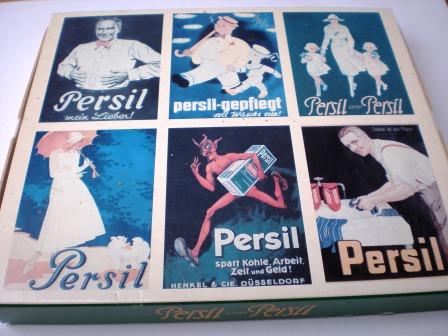 Persil
mein Lieber!
persil-gepflegt
soll Wäsche sein!
Persil Persil
Persil
Persil
Persil
spart Kohle, Arbeit,
Zeit und Geld!
HENKEL & CIE. DÜSSELDORF
Persil
Persil Persil